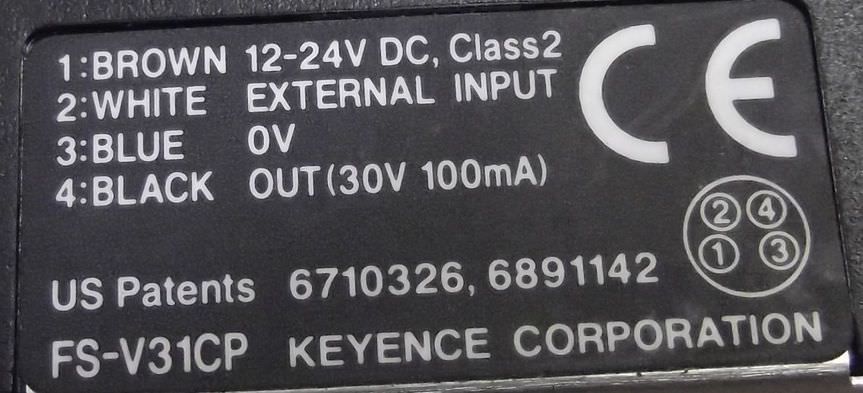 1:BROWN 12-24V DC, Class2
2:WHITE EXTERNAL INPUT
3:BLUE 0V
4:BLACK OUT(30V 100mA)
CE
2 4
1 3
US Patents 6710326, 6891142
FS-V31CP KEYENCE CORPORATION